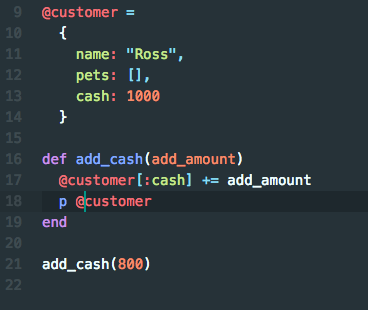 9 @customer =
10 {
11 name: "Ross",
12 pets: [],
13 cash: 1000
14 }
15
16 def add_cash(add_amount)
17 @customer[:cash] += add_amount
18 p @customer
19 end
20
21 add_cash(800)
22